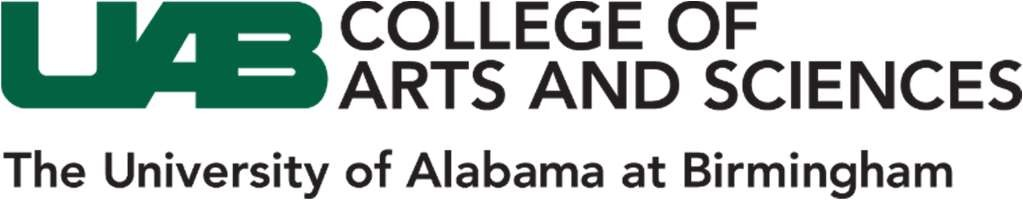 UAB COLLEGE OF
ARTS AND SCIENCES
The University of Alabama at Birmingham